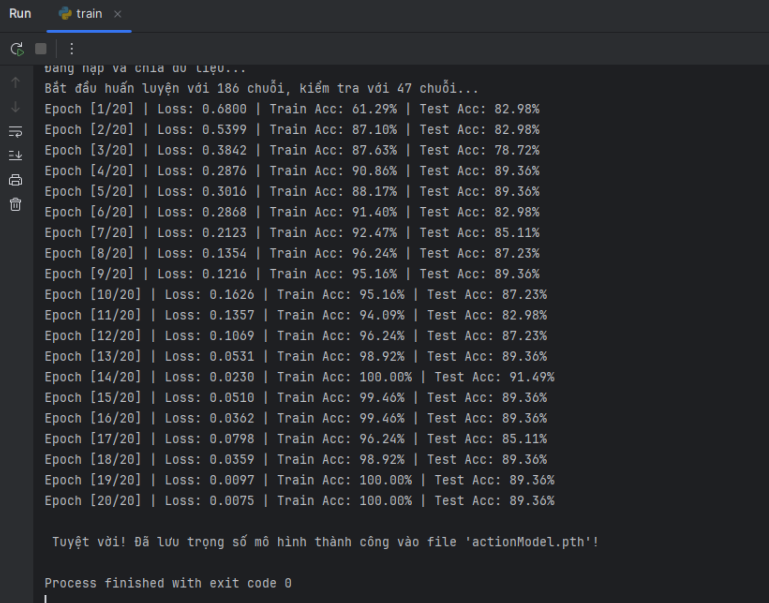 Run
train
Đang nạp và chia dữ liệu...
Bắt đầu huấn luyện với 186 chuỗi, kiểm tra với 47 chuỗi...
Epoch [1/20] | Loss: 0.6800 | Train Acc: 61.29% | Test Acc: 82.98%
Epoch [2/20] | Loss: 0.5399 | Train Acc: 87.10% | Test Acc: 82.98%
Epoch [3/20] | Loss: 0.3842 | Train Acc: 87.63% | Test Acc: 78.72%
Epoch [4/20] | Loss: 0.2876 | Train Acc: 90.86% | Test Acc: 89.36%
Epoch [5/20] | Loss: 0.3016 | Train Acc: 88.17% | Test Acc: 89.36%
Epoch [6/20] | Loss: 0.2868 | Train Acc: 91.40% | Test Acc: 82.98%
Epoch [7/20] | Loss: 0.2123 | Train Acc: 92.47% | Test Acc: 85.11%
Epoch [8/20] | Loss: 0.1354 | Train Acc: 96.24% | Test Acc: 87.23%
Epoch [9/20] | Loss: 0.1216 | Train Acc: 95.16% | Test Acc: 89.36%
Epoch [10/20] | Loss: 0.1626 | Train Acc: 95.16% | Test Acc: 87.23%
Epoch [11/20] | Loss: 0.1357 | Train Acc: 94.09% | Test Acc: 82.98%
Epoch [12/20] | Loss: 0.1069 | Train Acc: 96.24% | Test Acc: 87.23%
Epoch [13/20] | Loss: 0.0531 | Train Acc: 98.92% | Test Acc: 89.36%
Epoch [14/20] | Loss: 0.0230 | Train Acc: 100.00% | Test Acc: 91.49%
Epoch [15/20] | Loss: 0.0510 | Train Acc: 99.46% | Test Acc: 89.36%
Epoch [16/20] | Loss: 0.0362 | Train Acc: 99.46% | Test Acc: 89.36%
Epoch [17/20] | Loss: 0.0798 | Train Acc: 96.24% | Test Acc: 85.11%
Epoch [18/20] | Loss: 0.0359 | Train Acc: 98.92% | Test Acc: 89.36%
Epoch [19/20] | Loss: 0.0097 | Train Acc: 100.00% | Test Acc: 89.36%
Epoch [20/20] | Loss: 0.0075 | Train Acc: 100.00% | Test Acc: 89.36%
Tuyệt vời! Đã lưu trọng số mô hình thành công vào file 'actionModel.pth'!
Process finished with exit code 0